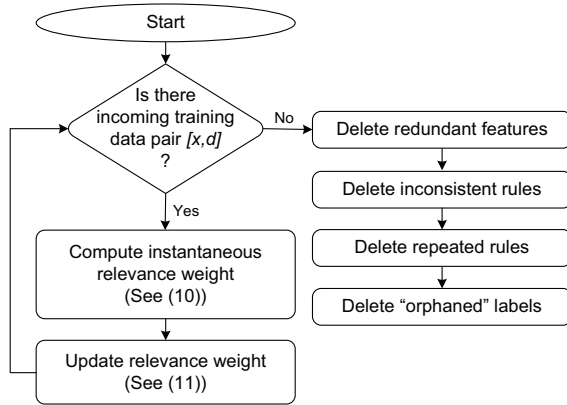 Start
Is there
incoming training
data pair [x,d]
?
No
Yes
Compute instantaneous
relevance weight
(See (10))
Update relevance weight
(See (11))
Delete redundant features
Delete inconsistent rules
Delete repeated rules
Delete “orphaned” labels